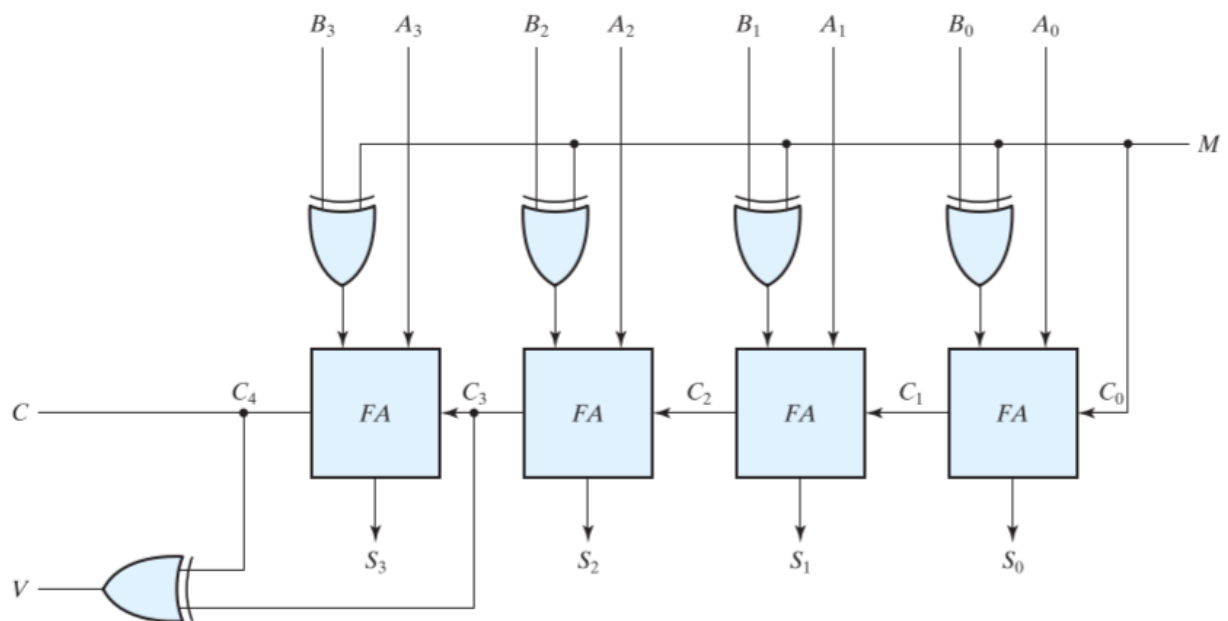 B₃ A₃ B₂ A₂ B₁ A₁ B₀ A₀
M
C C₄ FA C₃ FA C₂ FA C₁ FA C₀
S₃ S₂ S₁ S₀
V